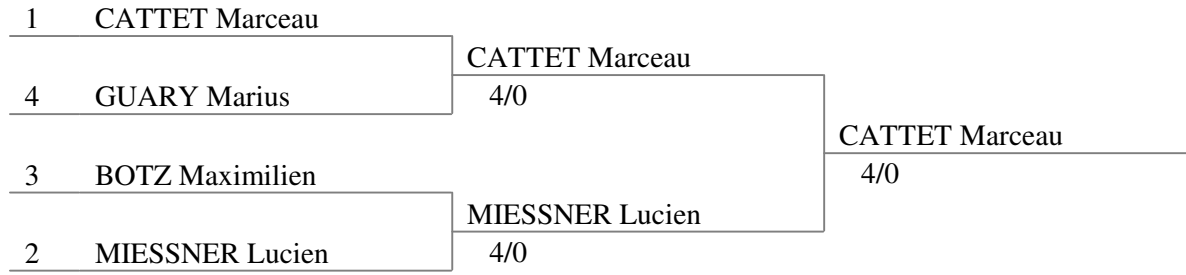 1 CATTET Marceau
CATTET Marceau
4 GUARY Marius
4/0
CATTET Marceau
3 BOTZ Maximilien
4/0
MIESSNER Lucien
2 MIESSNER Lucien
4/0